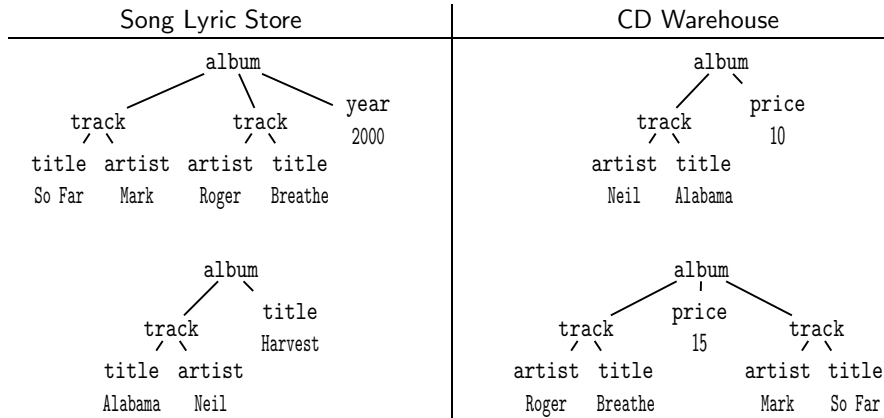 Song Lyric Store CD Warehouse
album album
year price
track track track
2000 10
title artist artist title artist title
So Far Mark Roger Breathe Neil Alabama
album album
title price
track track track
Harvest 15
title artist artist title artist title
Alabama Neil Roger Breathe Mark So Far